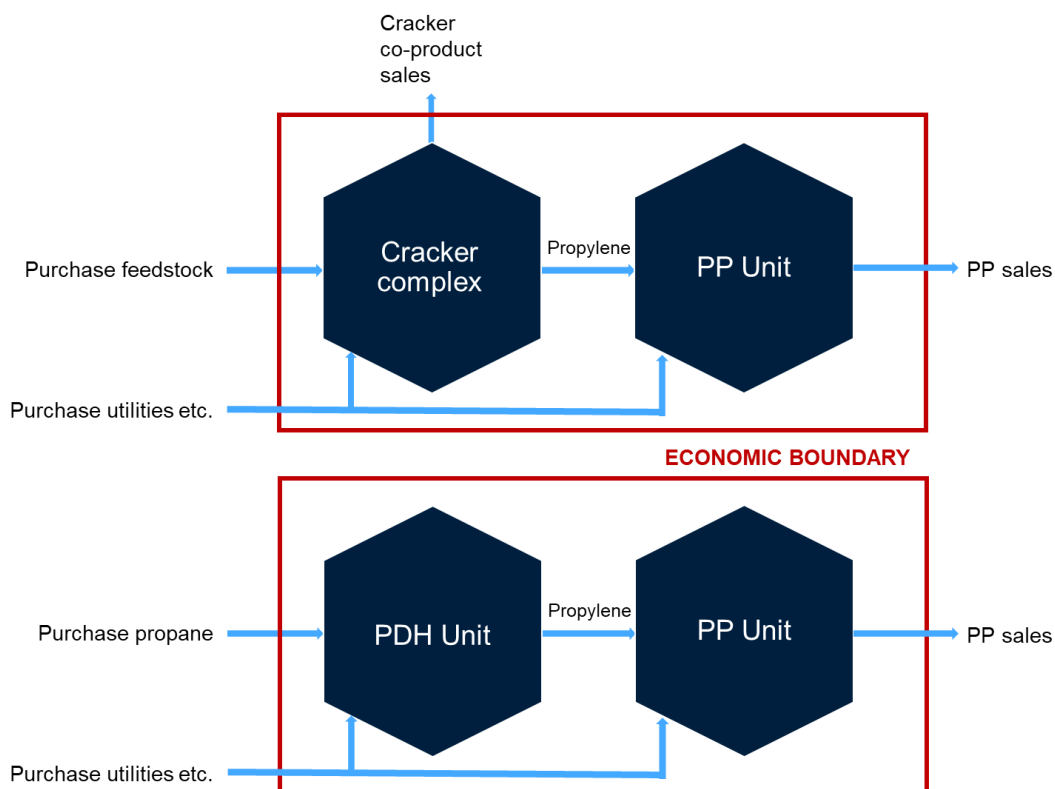 Cracker
co-product
sales
Cracker
complex
Propylene
PP Unit
Purchase feedstock
PP sales
Purchase utilities etc.
ECONOMIC BOUNDARY
PDH Unit
Propylene
PP Unit
Purchase propane
PP sales
Purchase utilities etc.